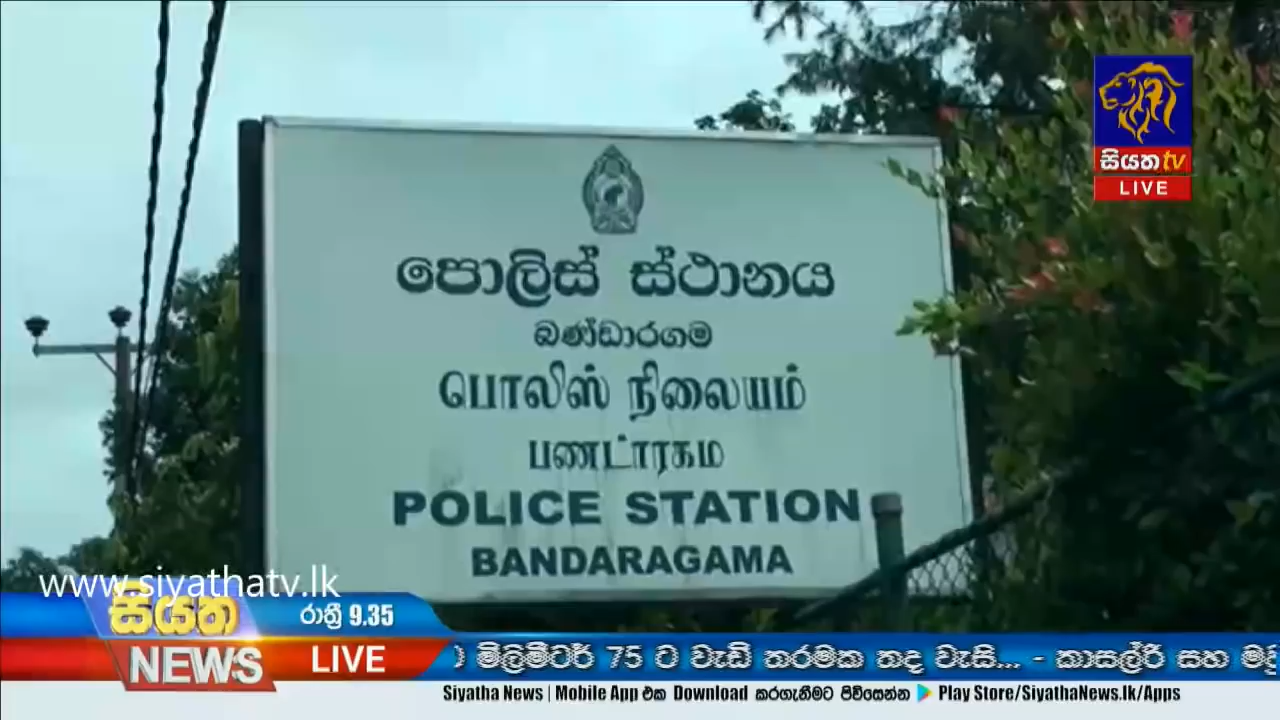 සියත tv
LIVE
පොලිස් ස්ථානය
බණ්ඩාරගම
பொலிஸ் நிலையம்
பணடாரகம
POLICE STATION
BANDARAGAMA
www.siyathatv.lk
සියත
රාත්‍රී 9.35
NEWS
LIVE
මිලිමීටර් 75 ට වැඩි තරමක තද වැසි... - කාසල්රී සහ
Siyatha News | Mobile App එක Download කරගැනීමට පිවිසෙන්න Play Store/SiyathaNews.lk/Apps